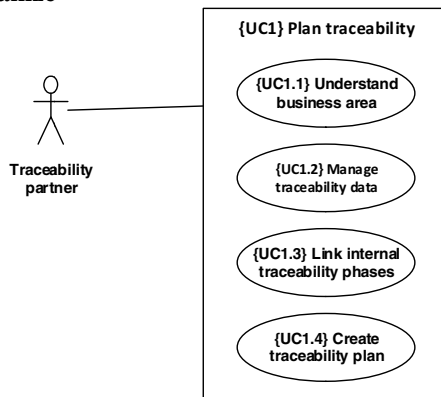 {UC1} Plan traceability
{UC1.1} Understand
business area
Traceability
partner
{UC1.2} Manage
traceability data
{UC1.3} Link internal
traceability phases
{UC1.4} Create
traceability plan